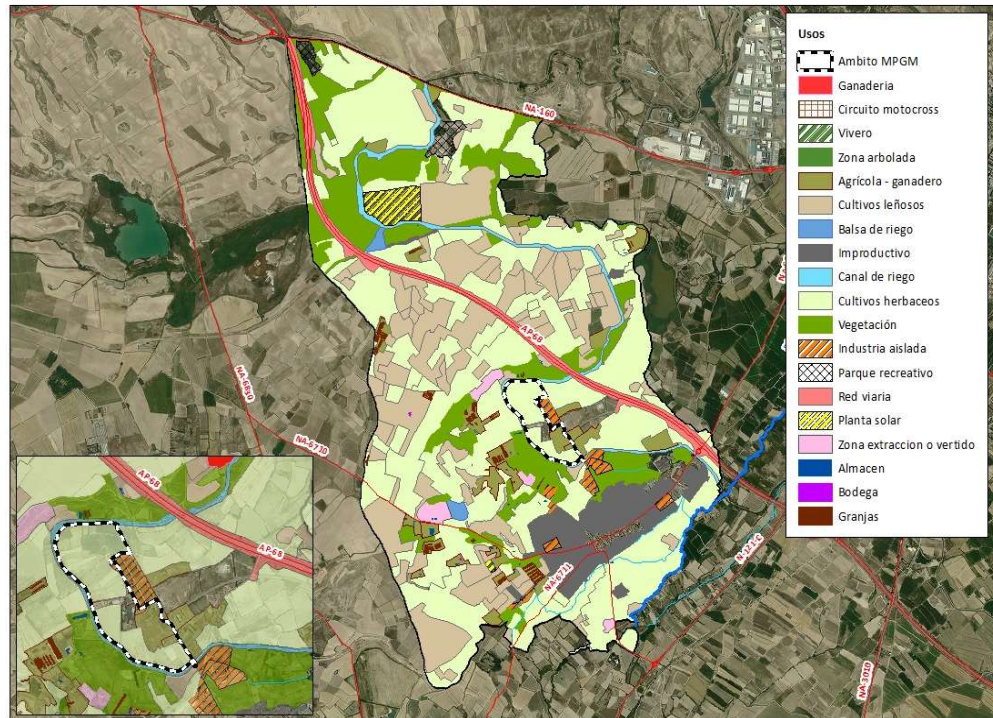 Usos
Ambito MPGM
Ganaderia
Circuito motocross
Vivero
Zona arbolada
Agrícola - ganadero
Cultivos leñosos
Balsa de riego
Improductivo
Canal de riego
Cultivos herbaceos
Vegetación
Industria aislada
Parque recreativo
Red viaria
Planta solar
Zona extraccion o vertido
Almacen
Bodega
Granjas
NA-160
AP-68
NA-6830
NA-6710
NA-6711
N-121-C
NA-3010
AP-68
AP-68